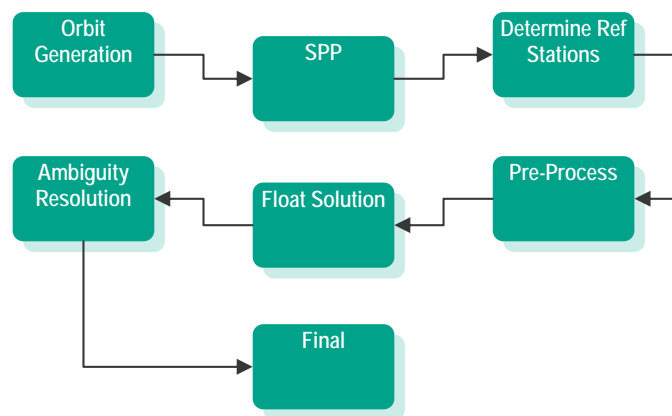 Orbit
Generation
SPP
Determine Ref
Stations
Pre-Process
Float Solution
Ambiguity
Resolution
Final